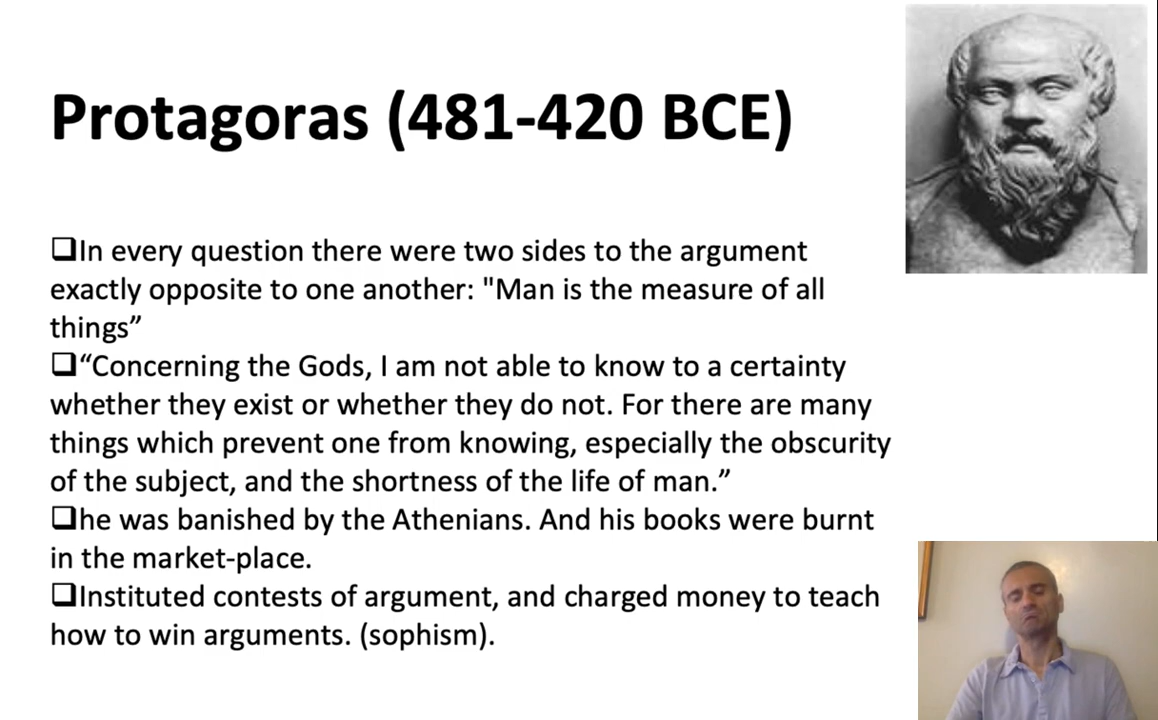 Protagoras (481-420 BCE)
❑In every question there were two sides to the argument
exactly opposite to one another: "Man is the measure of all
things”
❑“Concerning the Gods, I am not able to know to a certainty
whether they exist or whether they do not. For there are many
things which prevent one from knowing, especially the obscurity
of the subject, and the shortness of the life of man.”
❑he was banished by the Athenians. And his books were burnt
in the market-place.
❑Instituted contests of argument, and charged money to teach
how to win arguments. (sophism).